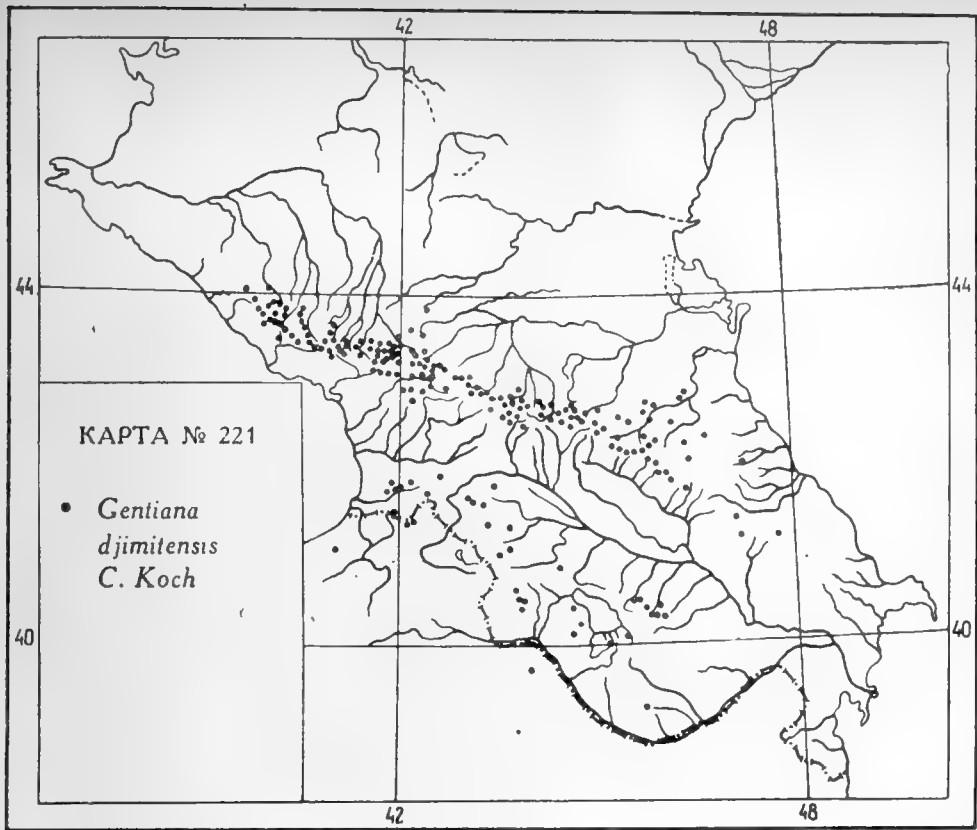 42 48
44 44
КАРТА № 221
• Gentiana
djimitensis
C. Koch
40 40
42 48